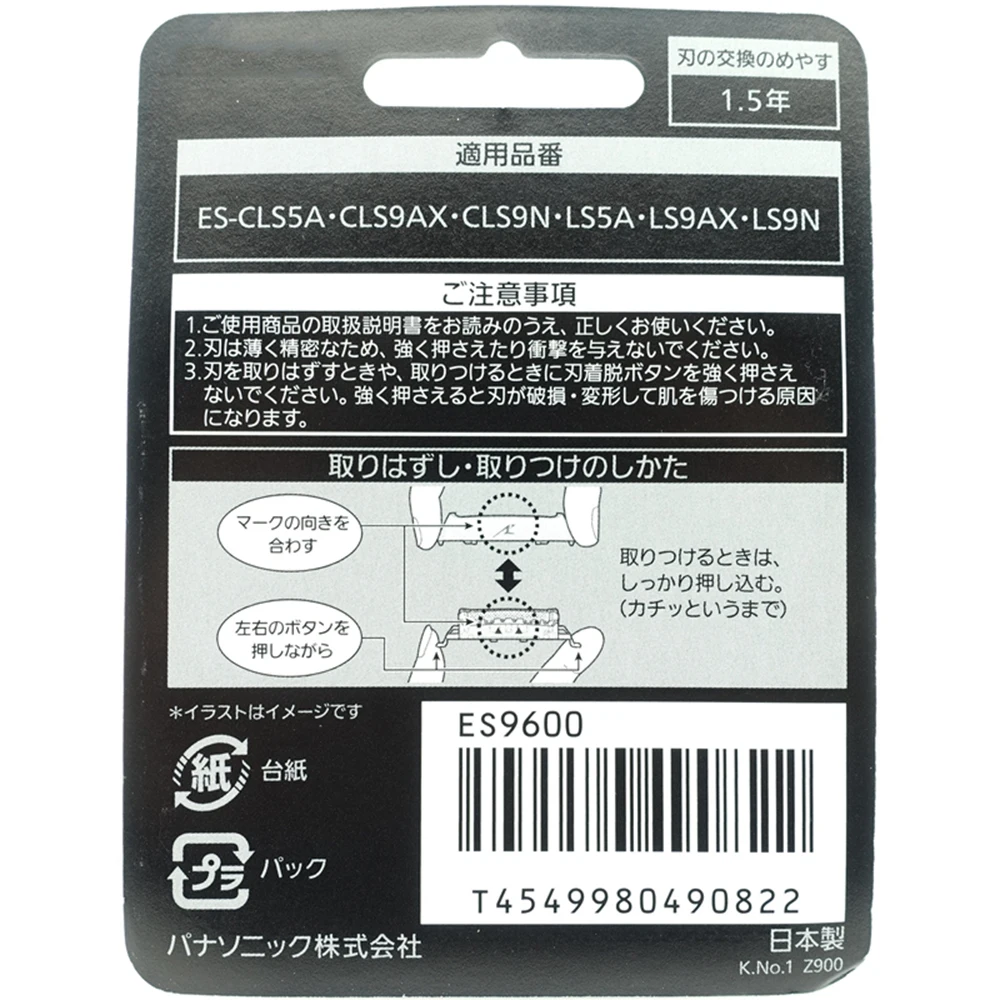 刃の交換のめやす
1.5年
適用品番
ES-CLS5A・CLS9AX・CLS9N・LS5A・LS9AX・LS9N
ご注意事項
1.ご使用商品の取扱説明書をお読みのうえ、正しくお使いください。
2.刃は薄く精密なため、強く押さえたり衝撃を与えないでください。
3.刃を取りはずすときや、取りつけるときに刃着脱ボタンを強く押さえ
ないでください。強く押さえると刃が破損・変形して肌を傷つける原因
になります。
取りはずし・取りつけのしかた
マークの向きを
合わす
取りつけるときは、
しっかり押し込む。
(カチッというまで)
左右のボタンを
押しながら
*イラストはイメージです
紙 台紙
プラ パック
ES9600
T4549980490822
パナソニック株式会社
日本製
K.No.1 Z900